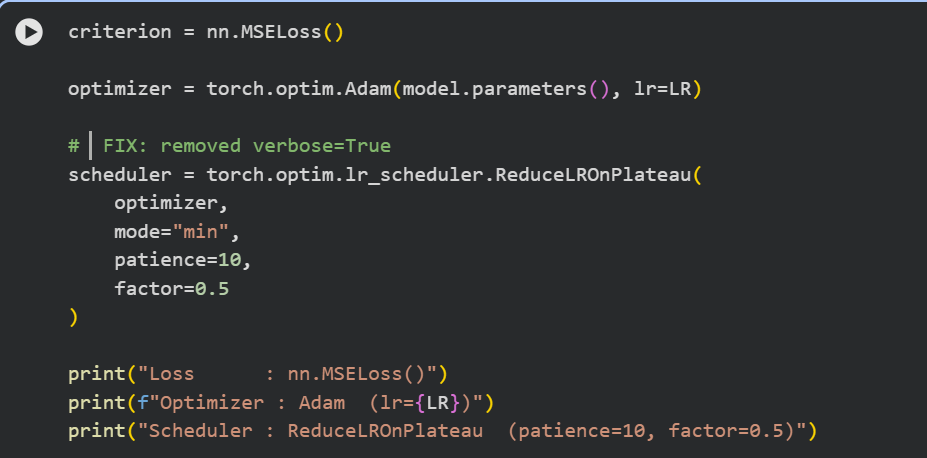 criterion = nn.MSELoss()
optimizer = torch.optim.Adam(model.parameters(), lr=LR)
# FIX: removed verbose=True
scheduler = torch.optim.lr_scheduler.ReduceLROnPlateau(
    optimizer,
    mode="min",
    patience=10,
    factor=0.5
)
print("Loss      : nn.MSELoss()")
print(f"Optimizer : Adam  (lr={LR})")
print("Scheduler : ReduceLROnPlateau  (patience=10, factor=0.5)")